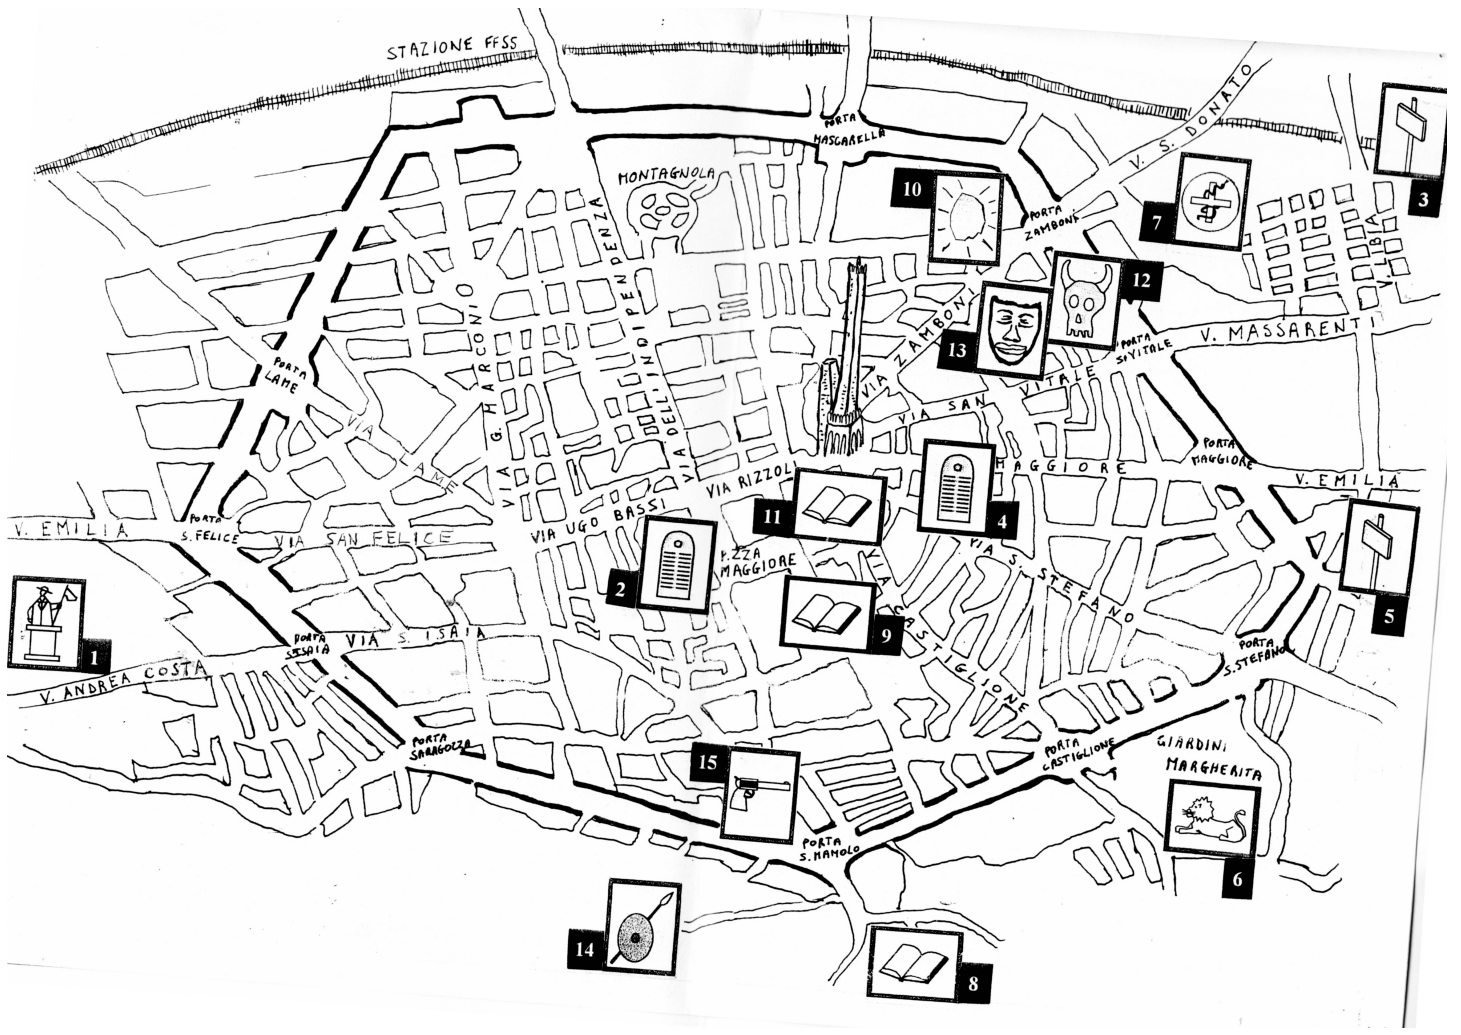 STAZIONE FFSS
V. S. DONATO
PORTA
MASCARELLA
3
MONTAGNOLA
10
7
PORTA
ZAMBONI
V. LIBIA
12
VIA G. MARCONIO
VIA DELL'INDIPENDENZA
VIA ZAMBONI
13
V. MASSARENTI
PORTA
S. VITALE
PORTA
LAME
VIA SAN VITALE
VIA LAME
PORTA
MAGGIORE
MAGGIORE
V. EMILIA
VIA RIZZOLI
11
4
V. EMILIA
PORTA
S. FELICE
VIA SAN FELICE
VIA UGO BASSI
P.ZZA
MAGGIORE
2
VIA S. STEFANO
5
9
VIA CASTIGLIONE
1
PORTA
S. ISAIA
VIA S. ISAIA
V. ANDREA COSTA
PORTA
S. STEFANO
PORTA
SARAGOZZA
PORTA
CASTIGLIONE
GIARDINI
MARGHERITA
15
PORTA
S. MAMOLO
6
14
8